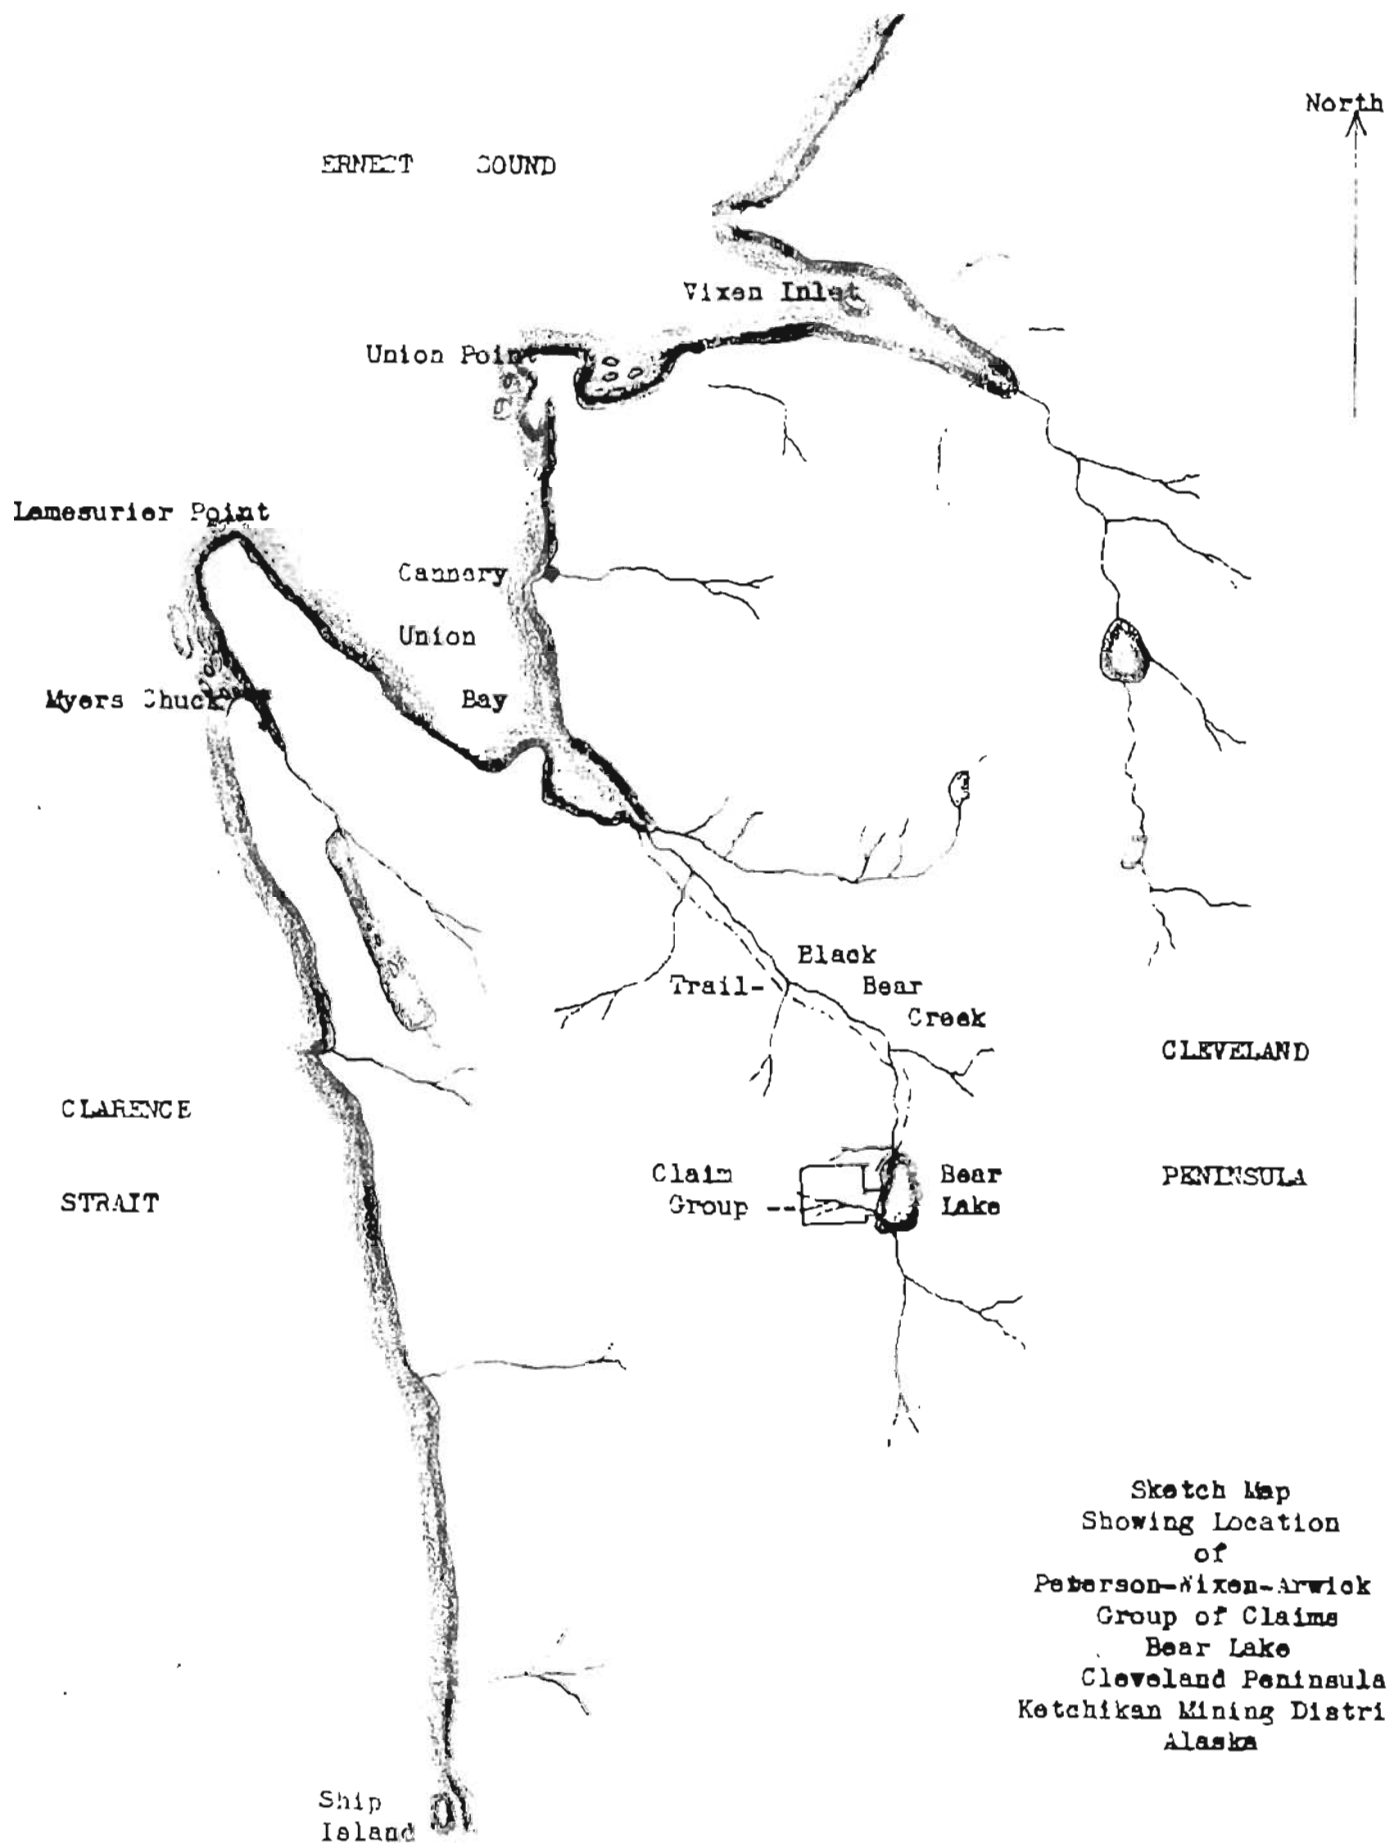 North
ERNEST SOUND
Vixen Inlet
Union Point
Lemesurier Point
Cannery
Union
Bay
Myers Chuck
Black
Trail- Bear
Creek
CLEVELAND
CLARENCE
Claim Bear PENINSULA
STRAIT Group -- Lake
Sketch Map
Showing Location
of
Peterson-Nixon-Arwick
Group of Claims
Bear Lake
Cleveland Peninsula
Ketchikan Mining Distri
Alaska
Ship
Island